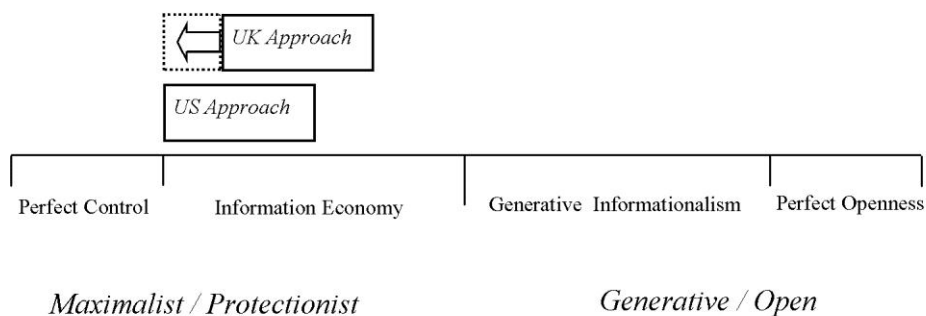 UK Approach
US Approach
Perfect Control Information Economy Generative Informationalism Perfect Openness
Maximalist / Protectionist Generative / Open